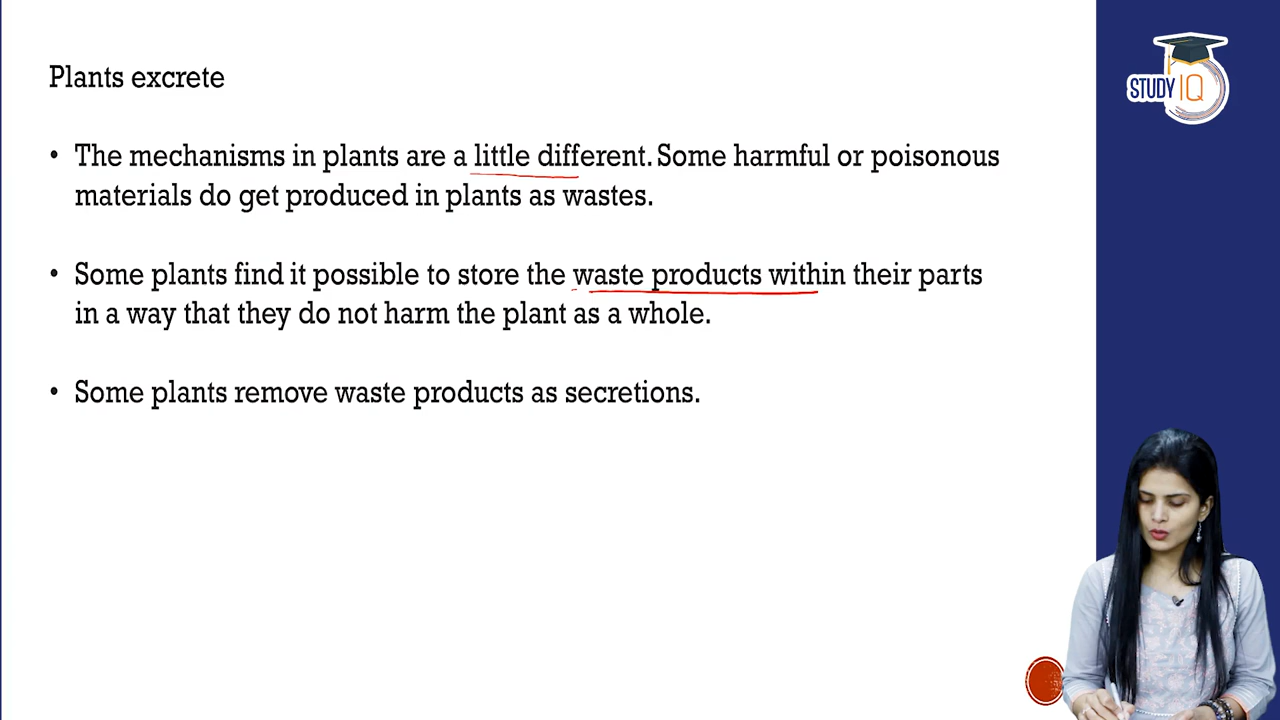 Plants excrete
• The mechanisms in plants are a little different. Some harmful or poisonous
materials do get produced in plants as wastes.
• Some plants find it possible to store the waste products within their parts
in a way that they do not harm the plant as a whole.
• Some plants remove waste products as secretions.
STUDY IQ